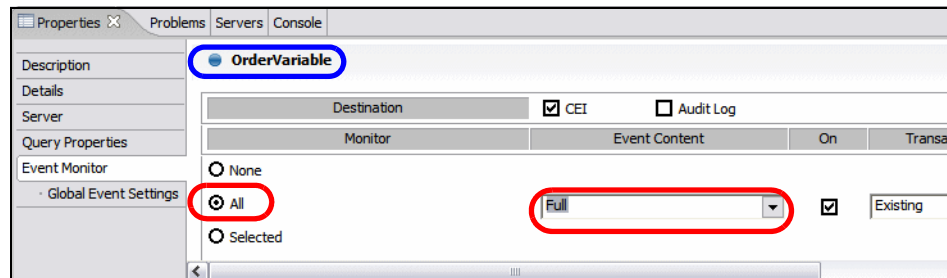 Properties Problems Servers Console
Description
Details
Server
Query Properties
Event Monitor
· Global Event Settings
OrderVariable
Destination CEI Audit Log
Monitor Event Content On Transa
None
All Full Existing
Selected